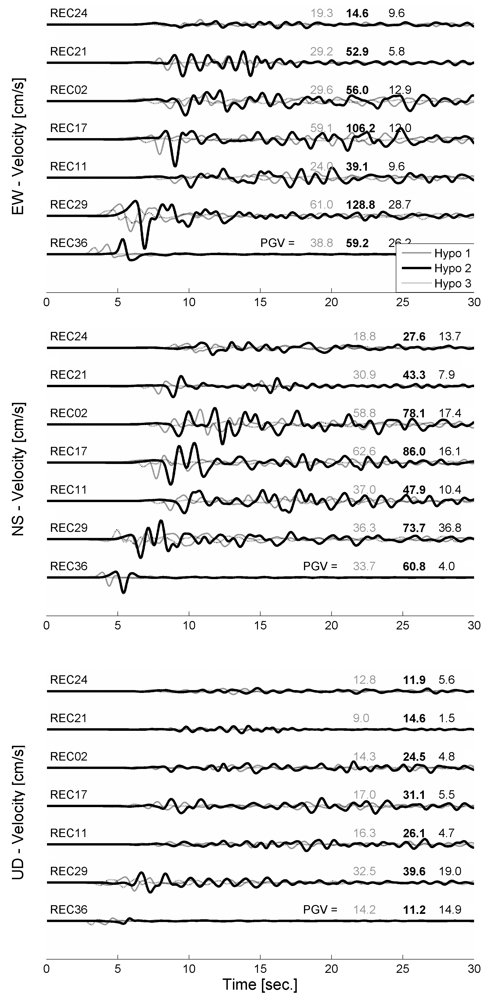 EW - Velocity [cm/s]
REC24 19.3 14.6 9.6
REC21 29.2 52.9 5.8
REC02 29.6 56.0 12.9
REC17 59.1 106.2 12.0
REC11 24.0 39.1 9.6
REC29 61.0 128.8 28.7
REC36 PGV = 38.8 59.2 26.2
Hypo 1
Hypo 2
Hypo 3
0 5 10 15 20 25 30
NS - Velocity [cm/s]
REC24 18.8 27.6 13.7
REC21 30.9 43.3 7.9
REC02 58.8 78.1 17.4
REC17 62.6 86.0 16.1
REC11 37.0 47.9 10.4
REC29 36.3 73.7 36.8
REC36 PGV = 33.7 60.8 4.0
0 5 10 15 20 25 30
UD - Velocity [cm/s]
REC24 12.8 11.9 5.6
REC21 9.0 14.6 1.5
REC02 14.3 24.5 4.8
REC17 17.0 31.1 5.5
REC11 16.3 26.1 4.7
REC29 32.5 39.6 19.0
REC36 PGV = 14.2 11.2 14.9
0 5 10 15 20 25 30
Time [sec.]